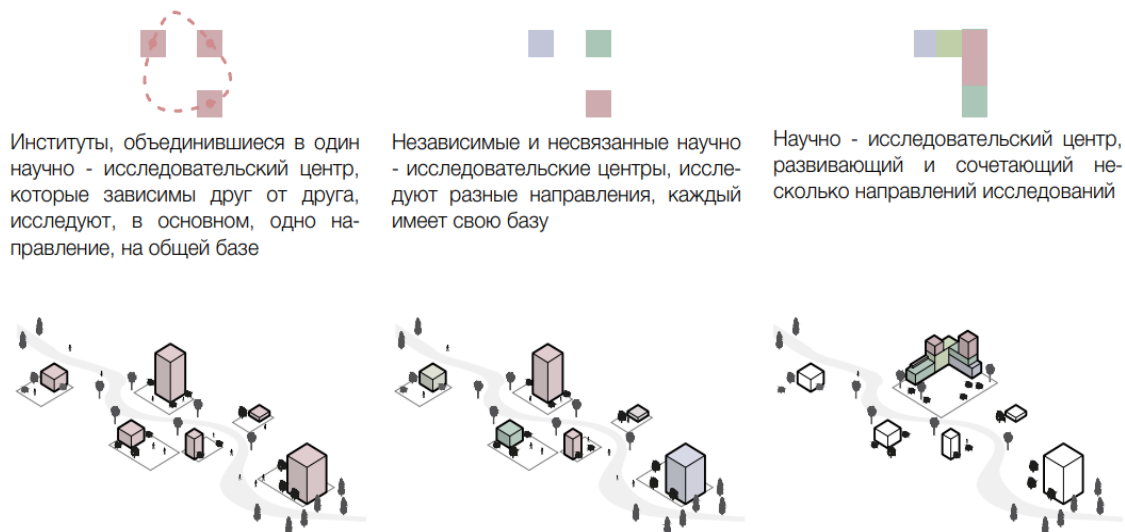 Институты, объединившиеся в один
научно - исследовательский центр,
которые зависимы друг от друга,
исследуют, в основном, одно на-
правление, на общей базе
Независимые и несвязанные научно
- исследовательские центры, иссле-
дуют разные направления, каждый
имеет свою базу
Научно - исследовательский центр,
развивающий и сочетающий не-
сколько направлений исследований